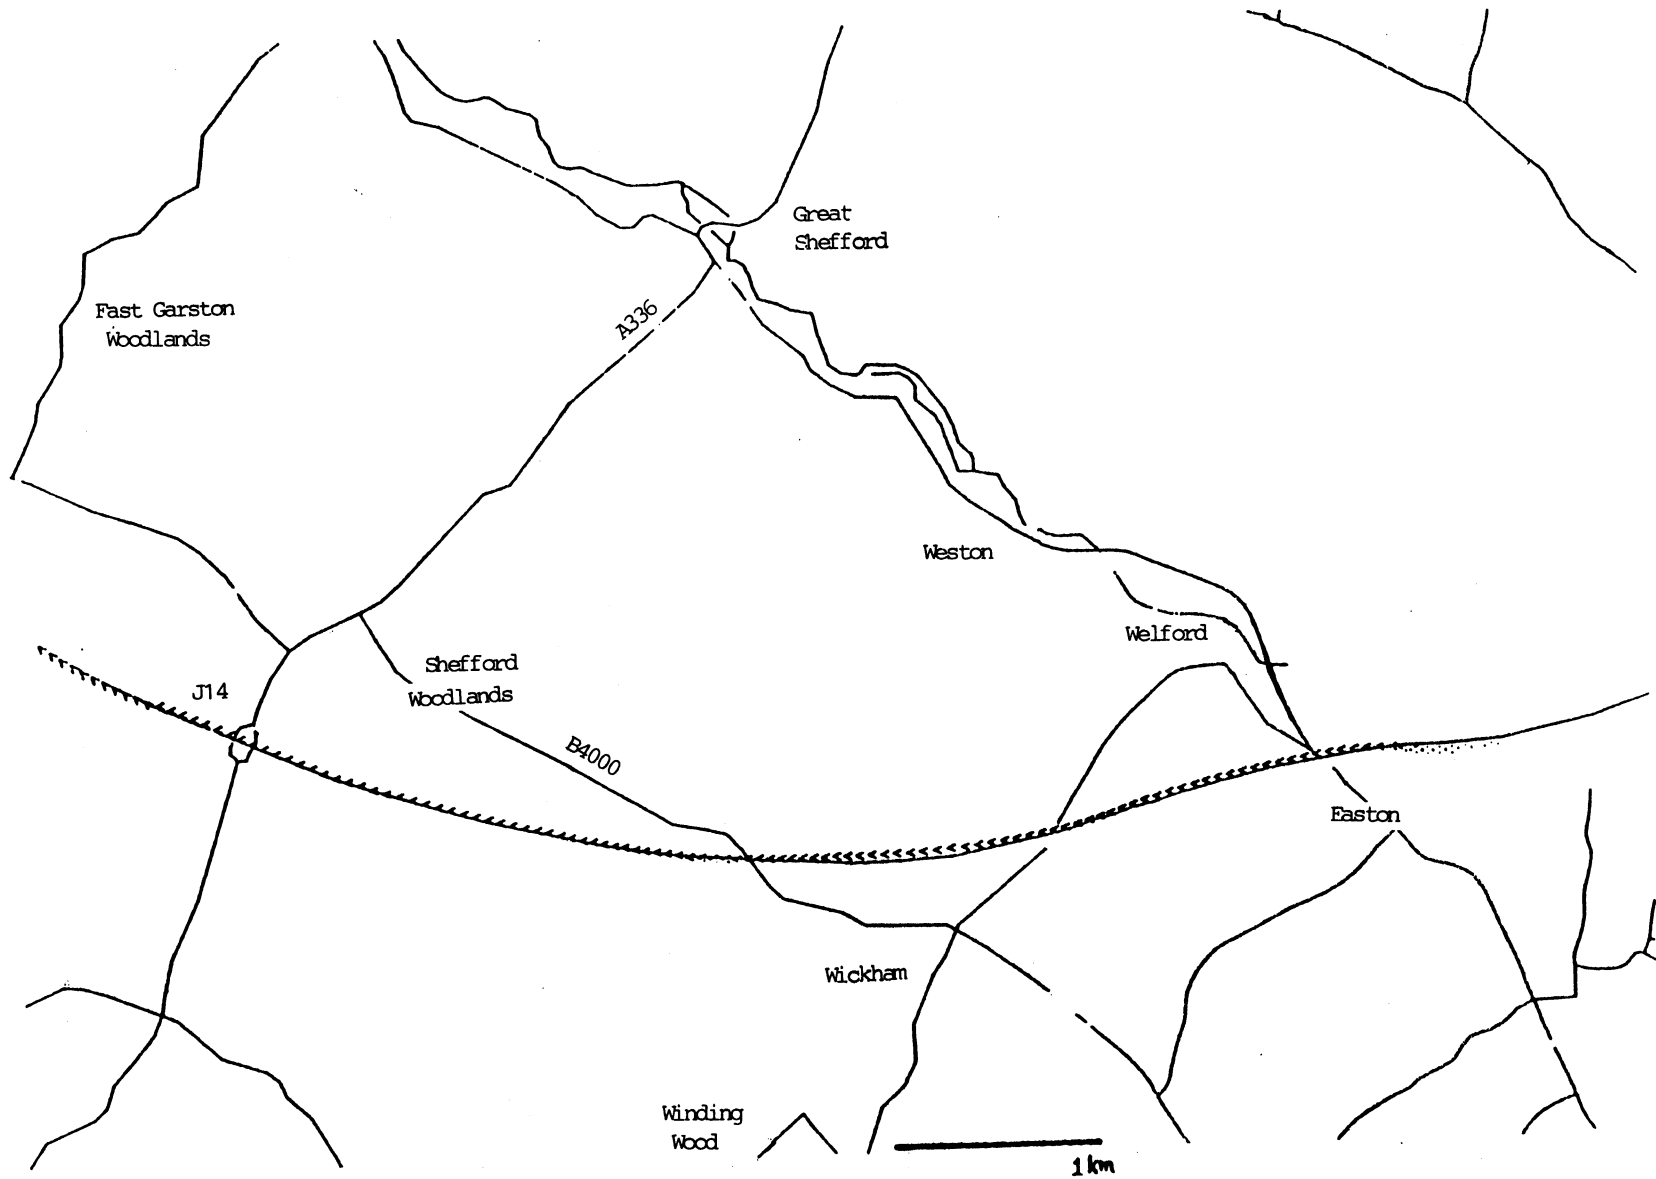 Great
Shefford
Fast Garston
Woodlands
A336
Weston
Welford
Shefford
Woodlands
J14
B4000
Easton
Wickham
Winding
Wood
1km